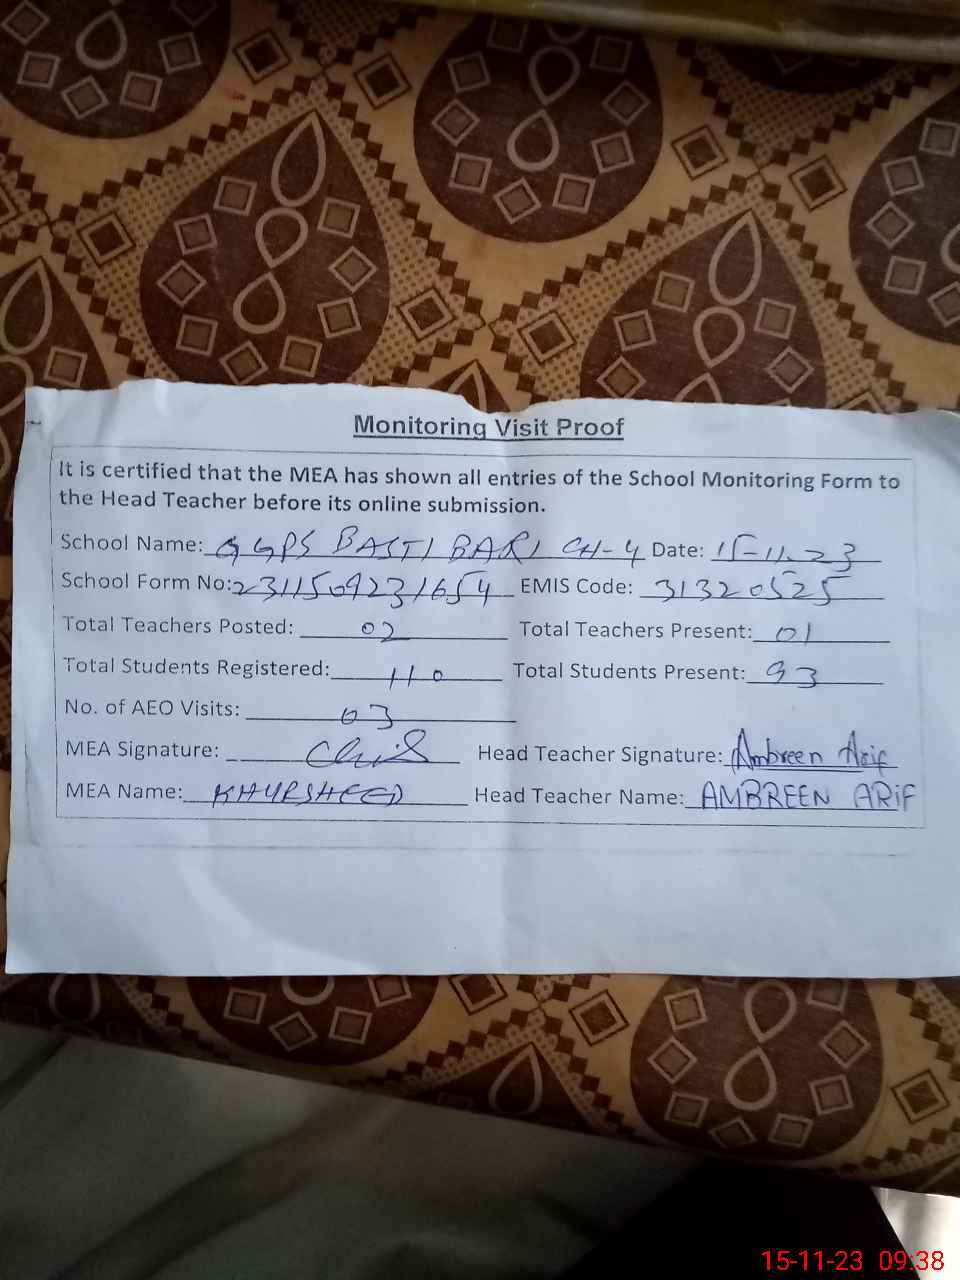 Monitoring Visit Proof
It is certified that the MEA has shown all entries of the School Monitoring Form to
the Head Teacher before its online submission.
School Name: GGPS BASTI BARI CH-4 Date: 15-11-23
School Form No: 2311509231654 EMIS Code: 31320525
Total Teachers Posted: 02 Total Teachers Present: 01
Total Students Registered: 110 Total Students Present: 93
No. of AEO Visits: 03
MEA Signature: Head Teacher Signature: Ambreen Arif
MEA Name: KHURSHEED Head Teacher Name: AMBREEN ARiF
15-11-23 09:38